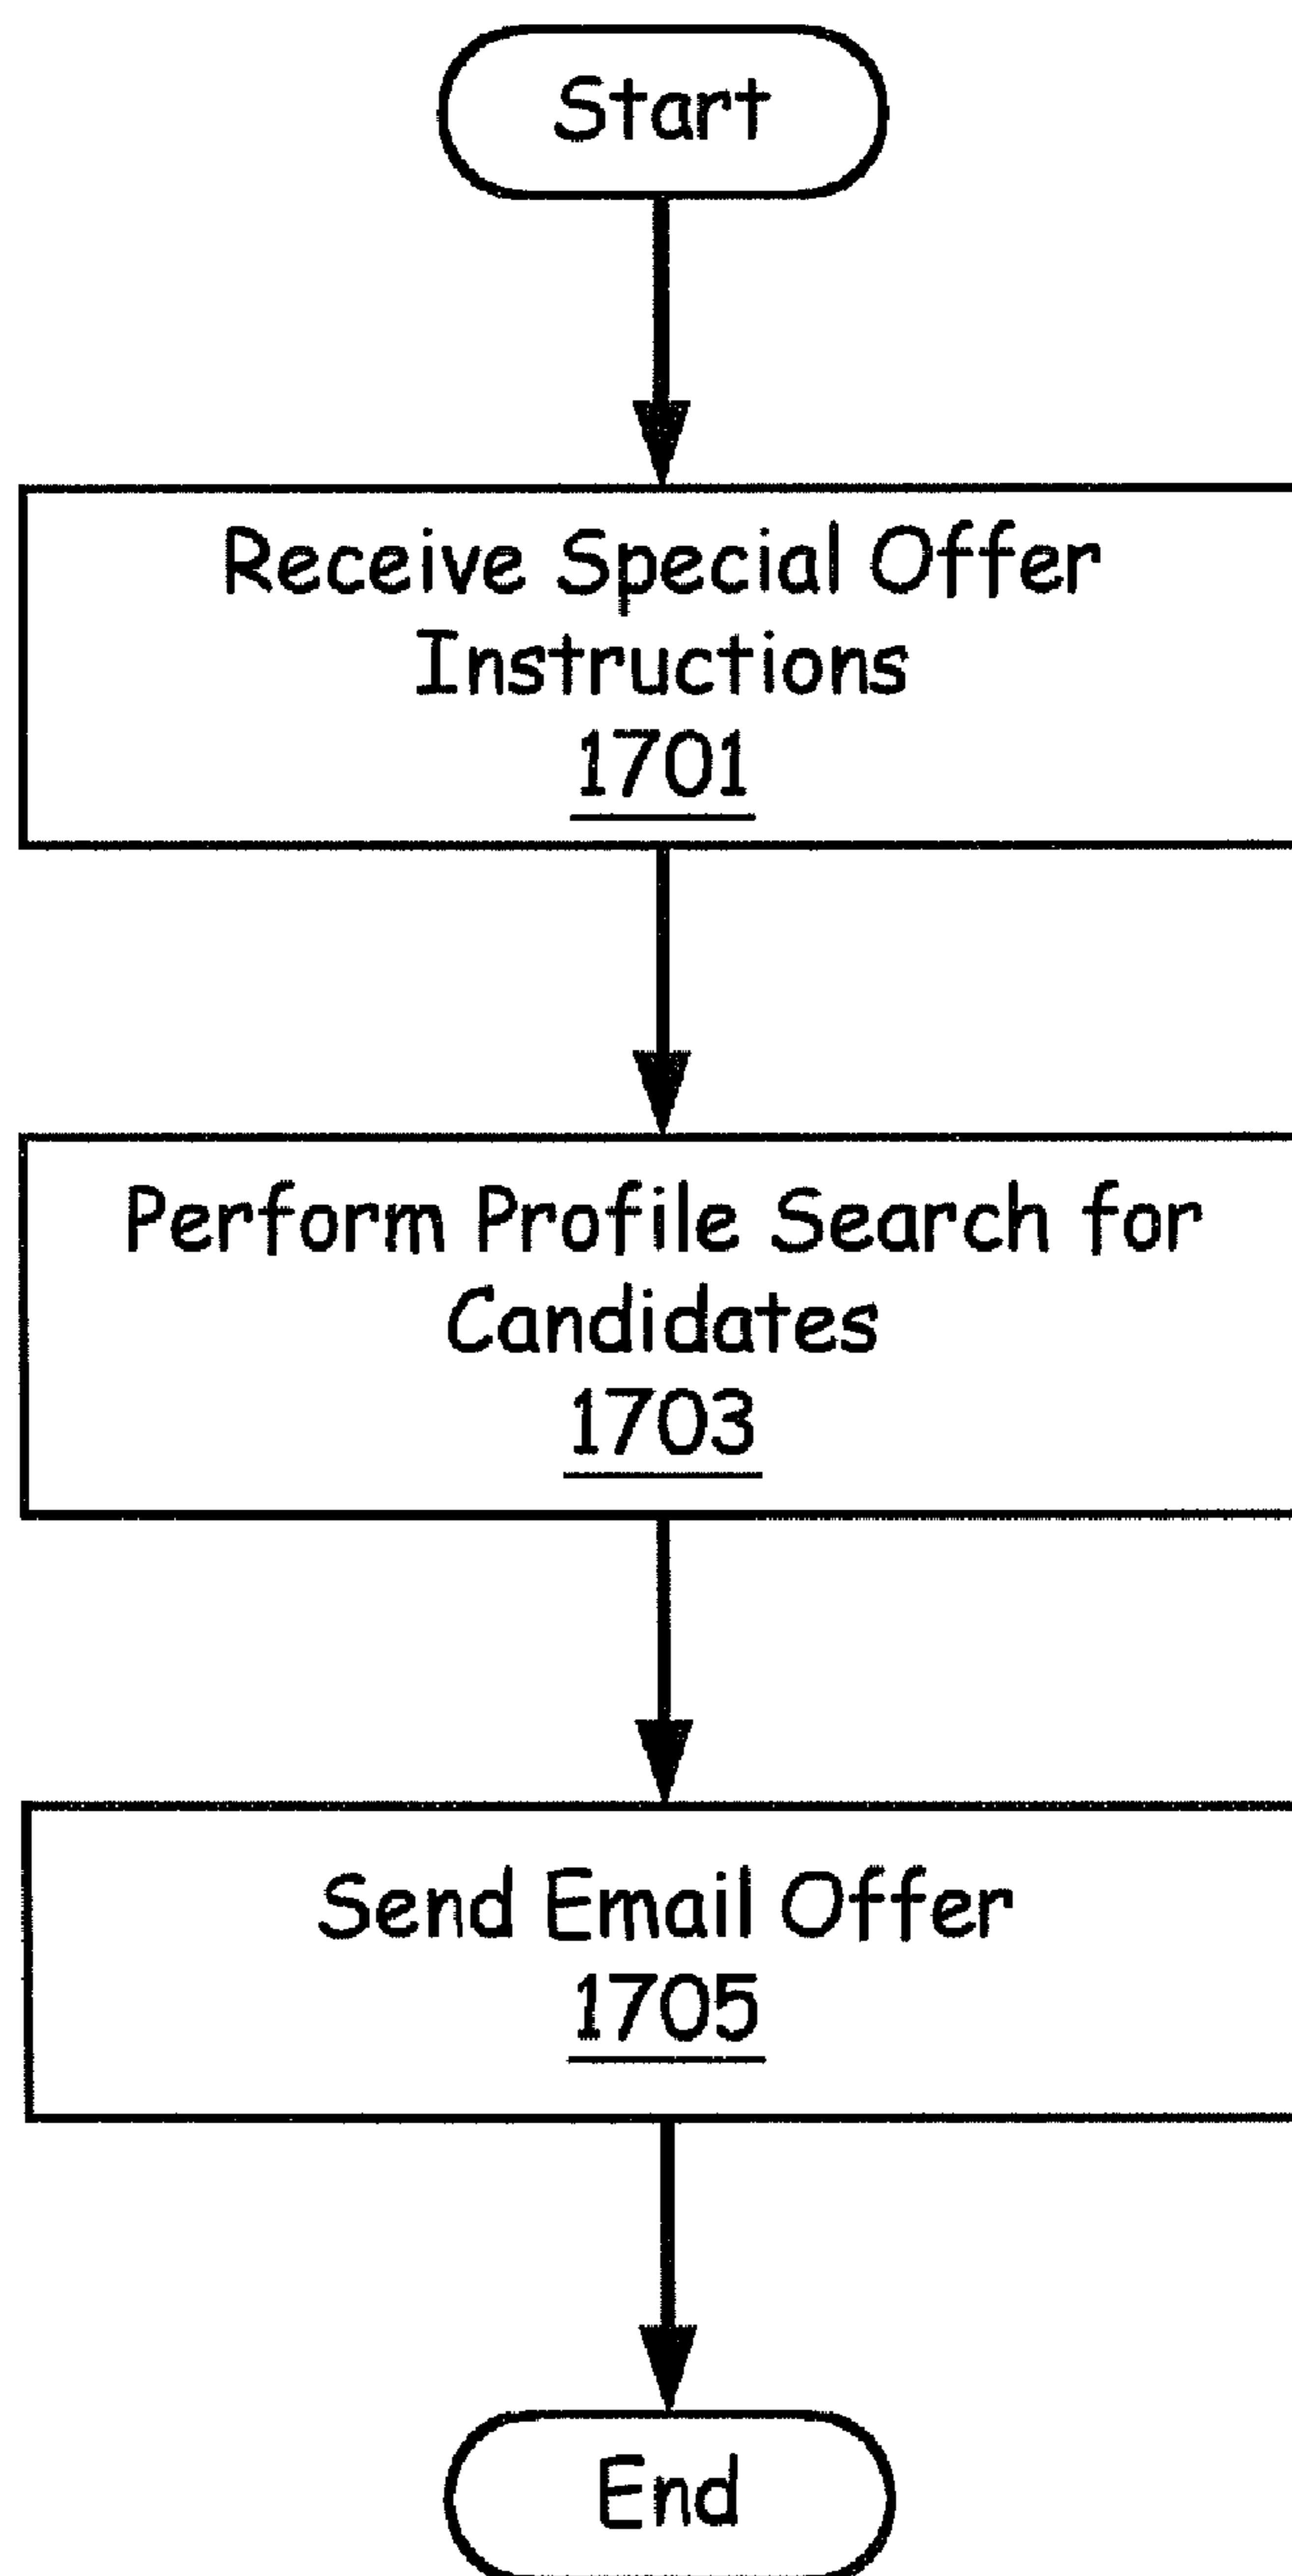 Start
Receive Special Offer
Instructions
1701
Perform Profile Search for
Candidates
1703
Send Email Offer
1705
End